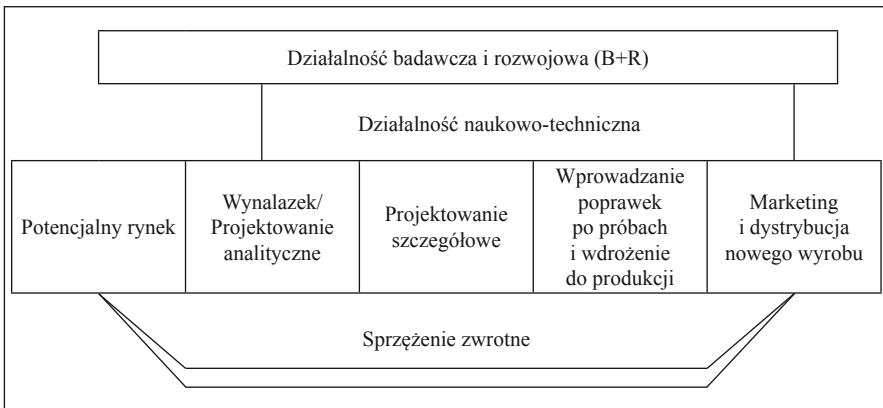 Działalność badawcza i rozwojowa (B+R)
Działalność naukowo-techniczna
Potencjalny rynek
Wynalazek/
Projektowanie
analityczne
Projektowanie
szczegółowe
Wprowadzanie
poprawek
po próbach
i wdrożenie
do produkcji
Marketing
i dystrybucja
nowego wyrobu
Sprzężenie zwrotne